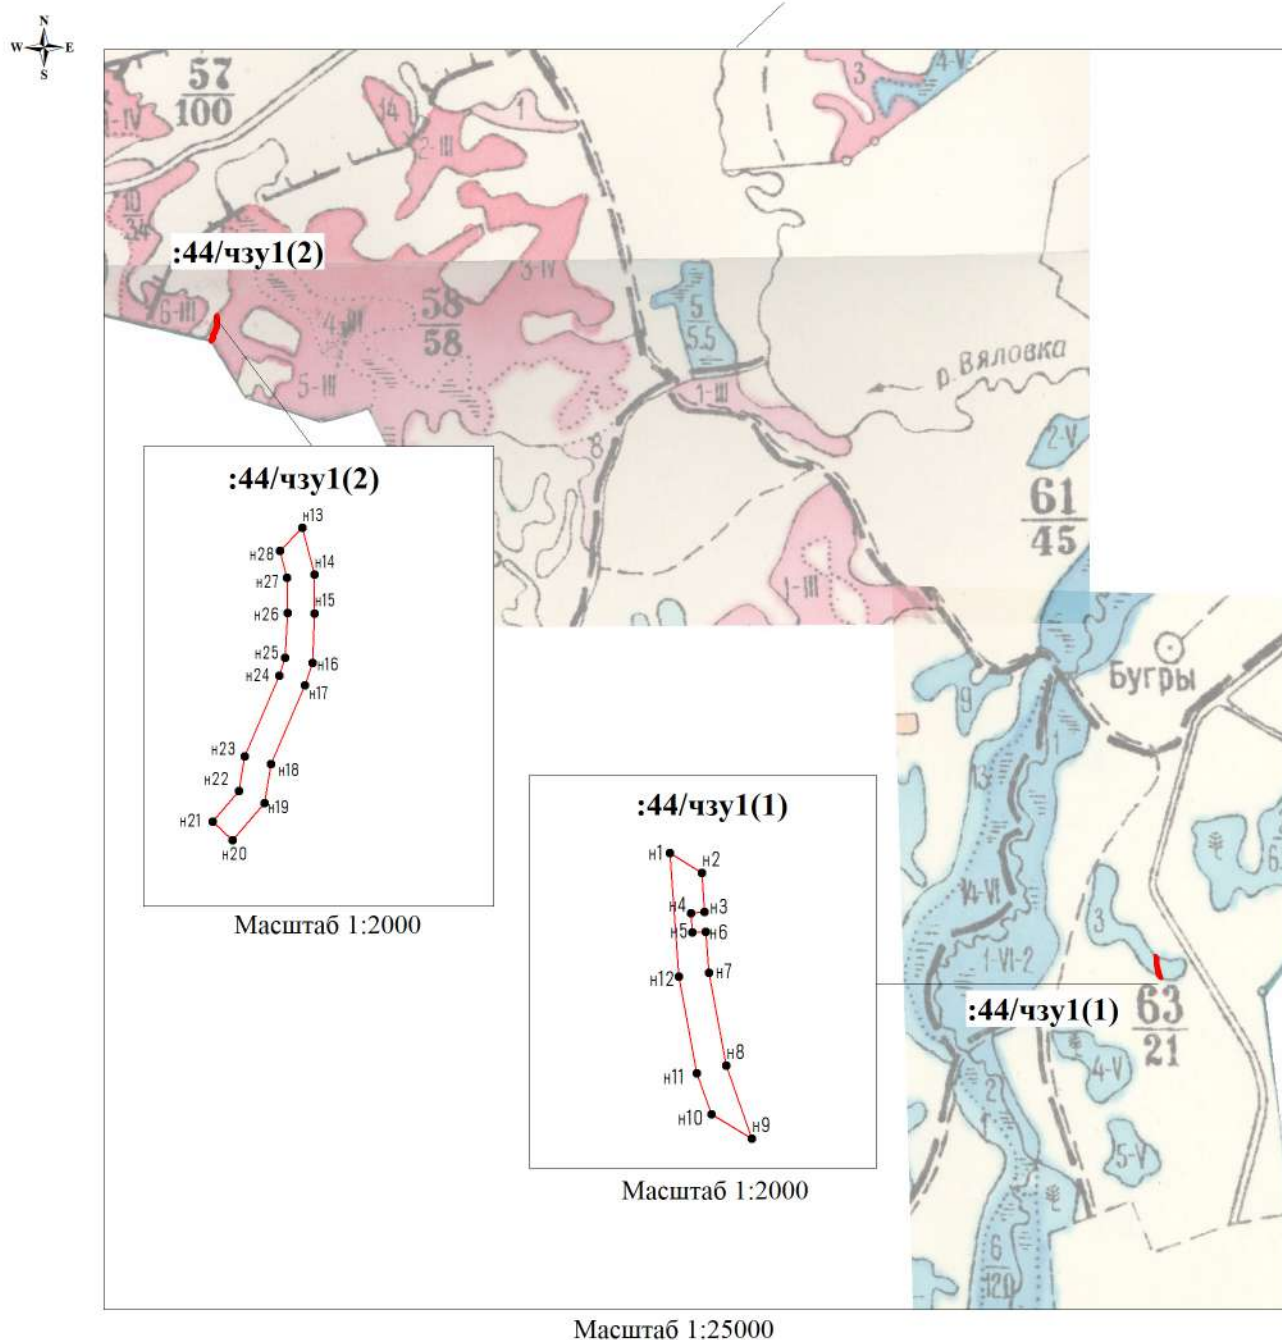 N
W E
S
57
100
1-IV
14
2-III
1
3
4-V
10
34
:44/чзу1(2)
3-IV
6-III
58
58
5
5.5
5-III
1-III
р. Вяловка
8
2-V
61
45
1-III
:44/чзу1(2)
н13
н28
н14
н27
н15
н26
н25
н16
н24
н17
н23
н18
н22
н19
н21
н20
Масштаб 1:2000
Бугры
9
1
13
6
:44/чзу1(1)
н1
н2
н4
н3
н5
н6
н7
н12
н8
н11
н10
н9
Масштаб 1:2000
14-VI
3
1-VI-2
:44/чзу1(1)
63
21
4-V
2
1
5-V
6
120
Масштаб 1:25000